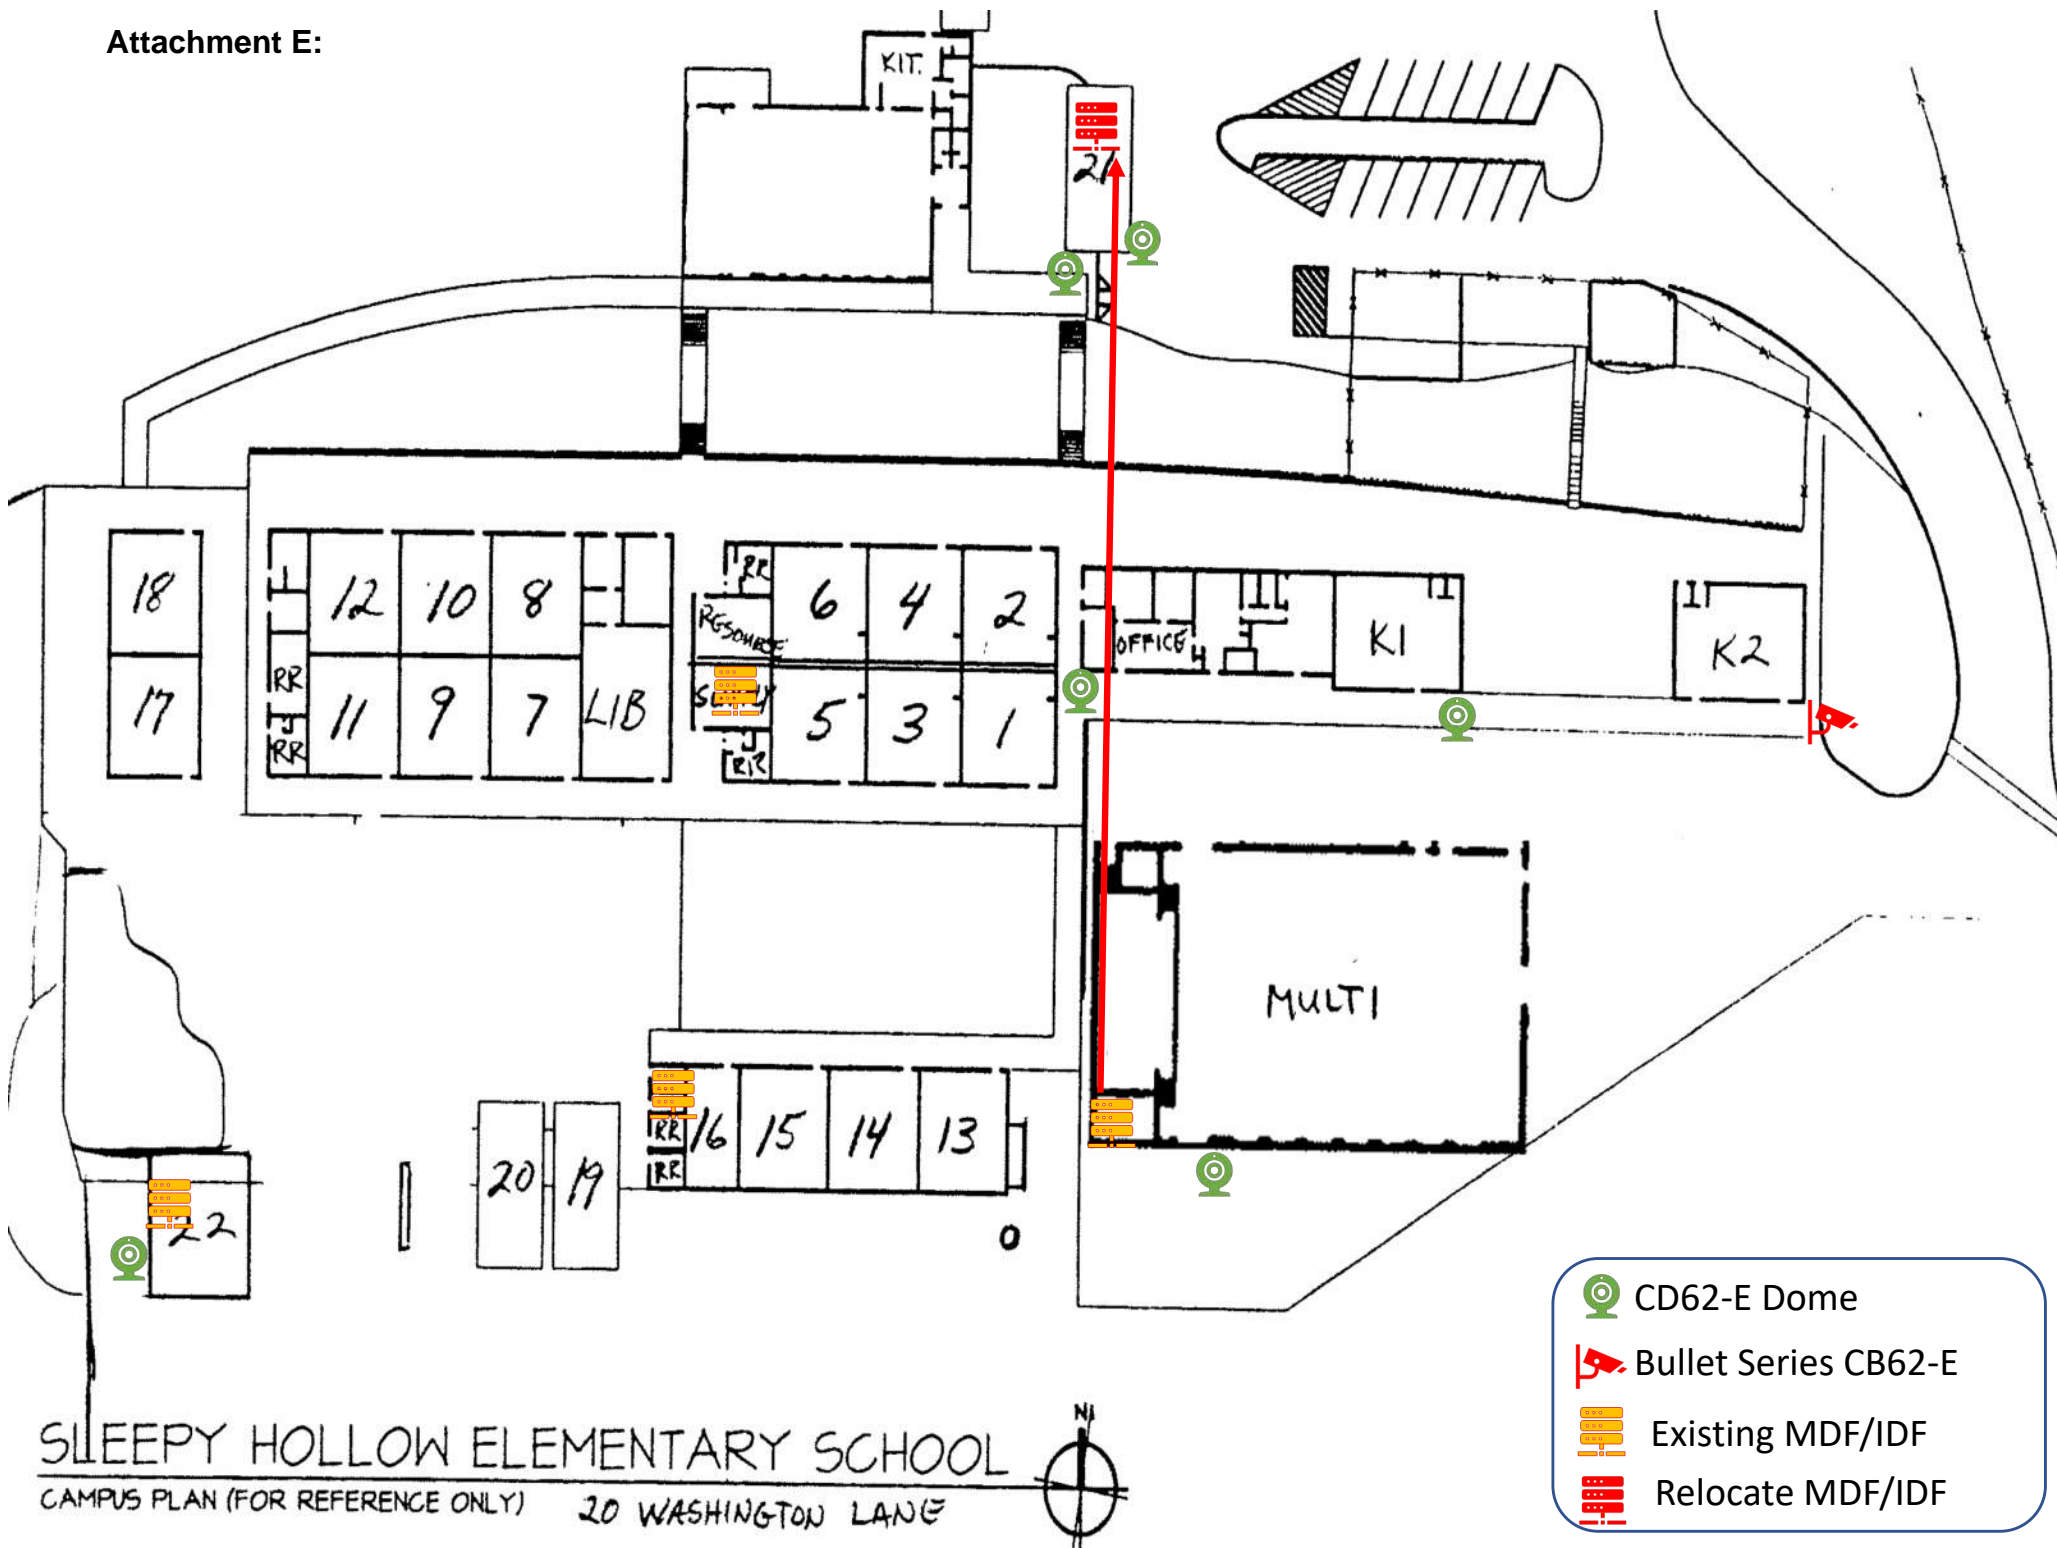 Attachment E:
KIT.
21
18
12
10
8
RR
6
4
2
RESOURSE
OFFICE
K1
K2
17
RR
RR
11
9
7
LIB
5
3
1
RR
MULTI
RR
RR
16
15
14
13
20
19
22
CD62-E Dome
Bullet Series CB62-E
Existing MDF/IDF
Relocate MDF/IDF
N
SLEEPY HOLLOW ELEMENTARY SCHOOL
CAMPUS PLAN (FOR REFERENCE ONLY) 20 WASHINGTON LANE